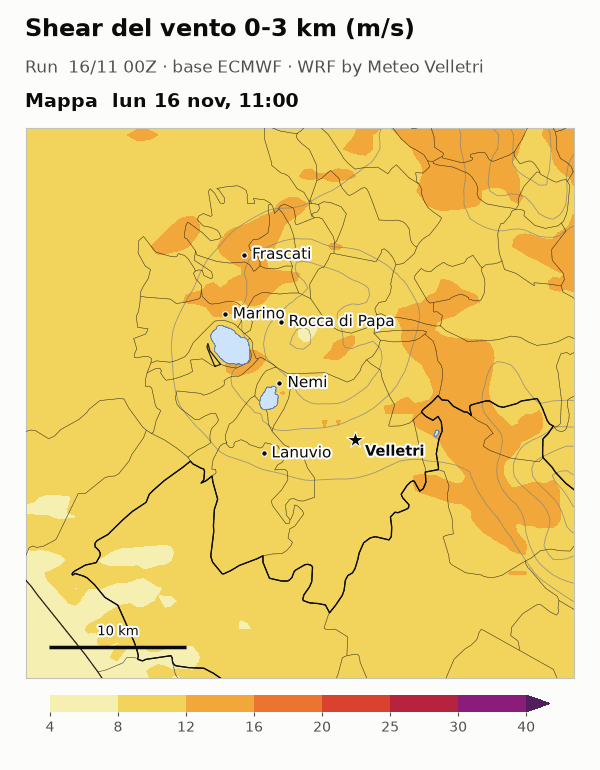 Shear del vento 0-3 km (m/s)
Run 16/11 00Z · base ECMWF · WRF by Meteo Velletri
Mappa lun 16 nov, 11:00
Frascati
Marino
Rocca di Papa
Nemi
Velletri
Lanuvio
10 km
4 8 12 16 20 25 30 40